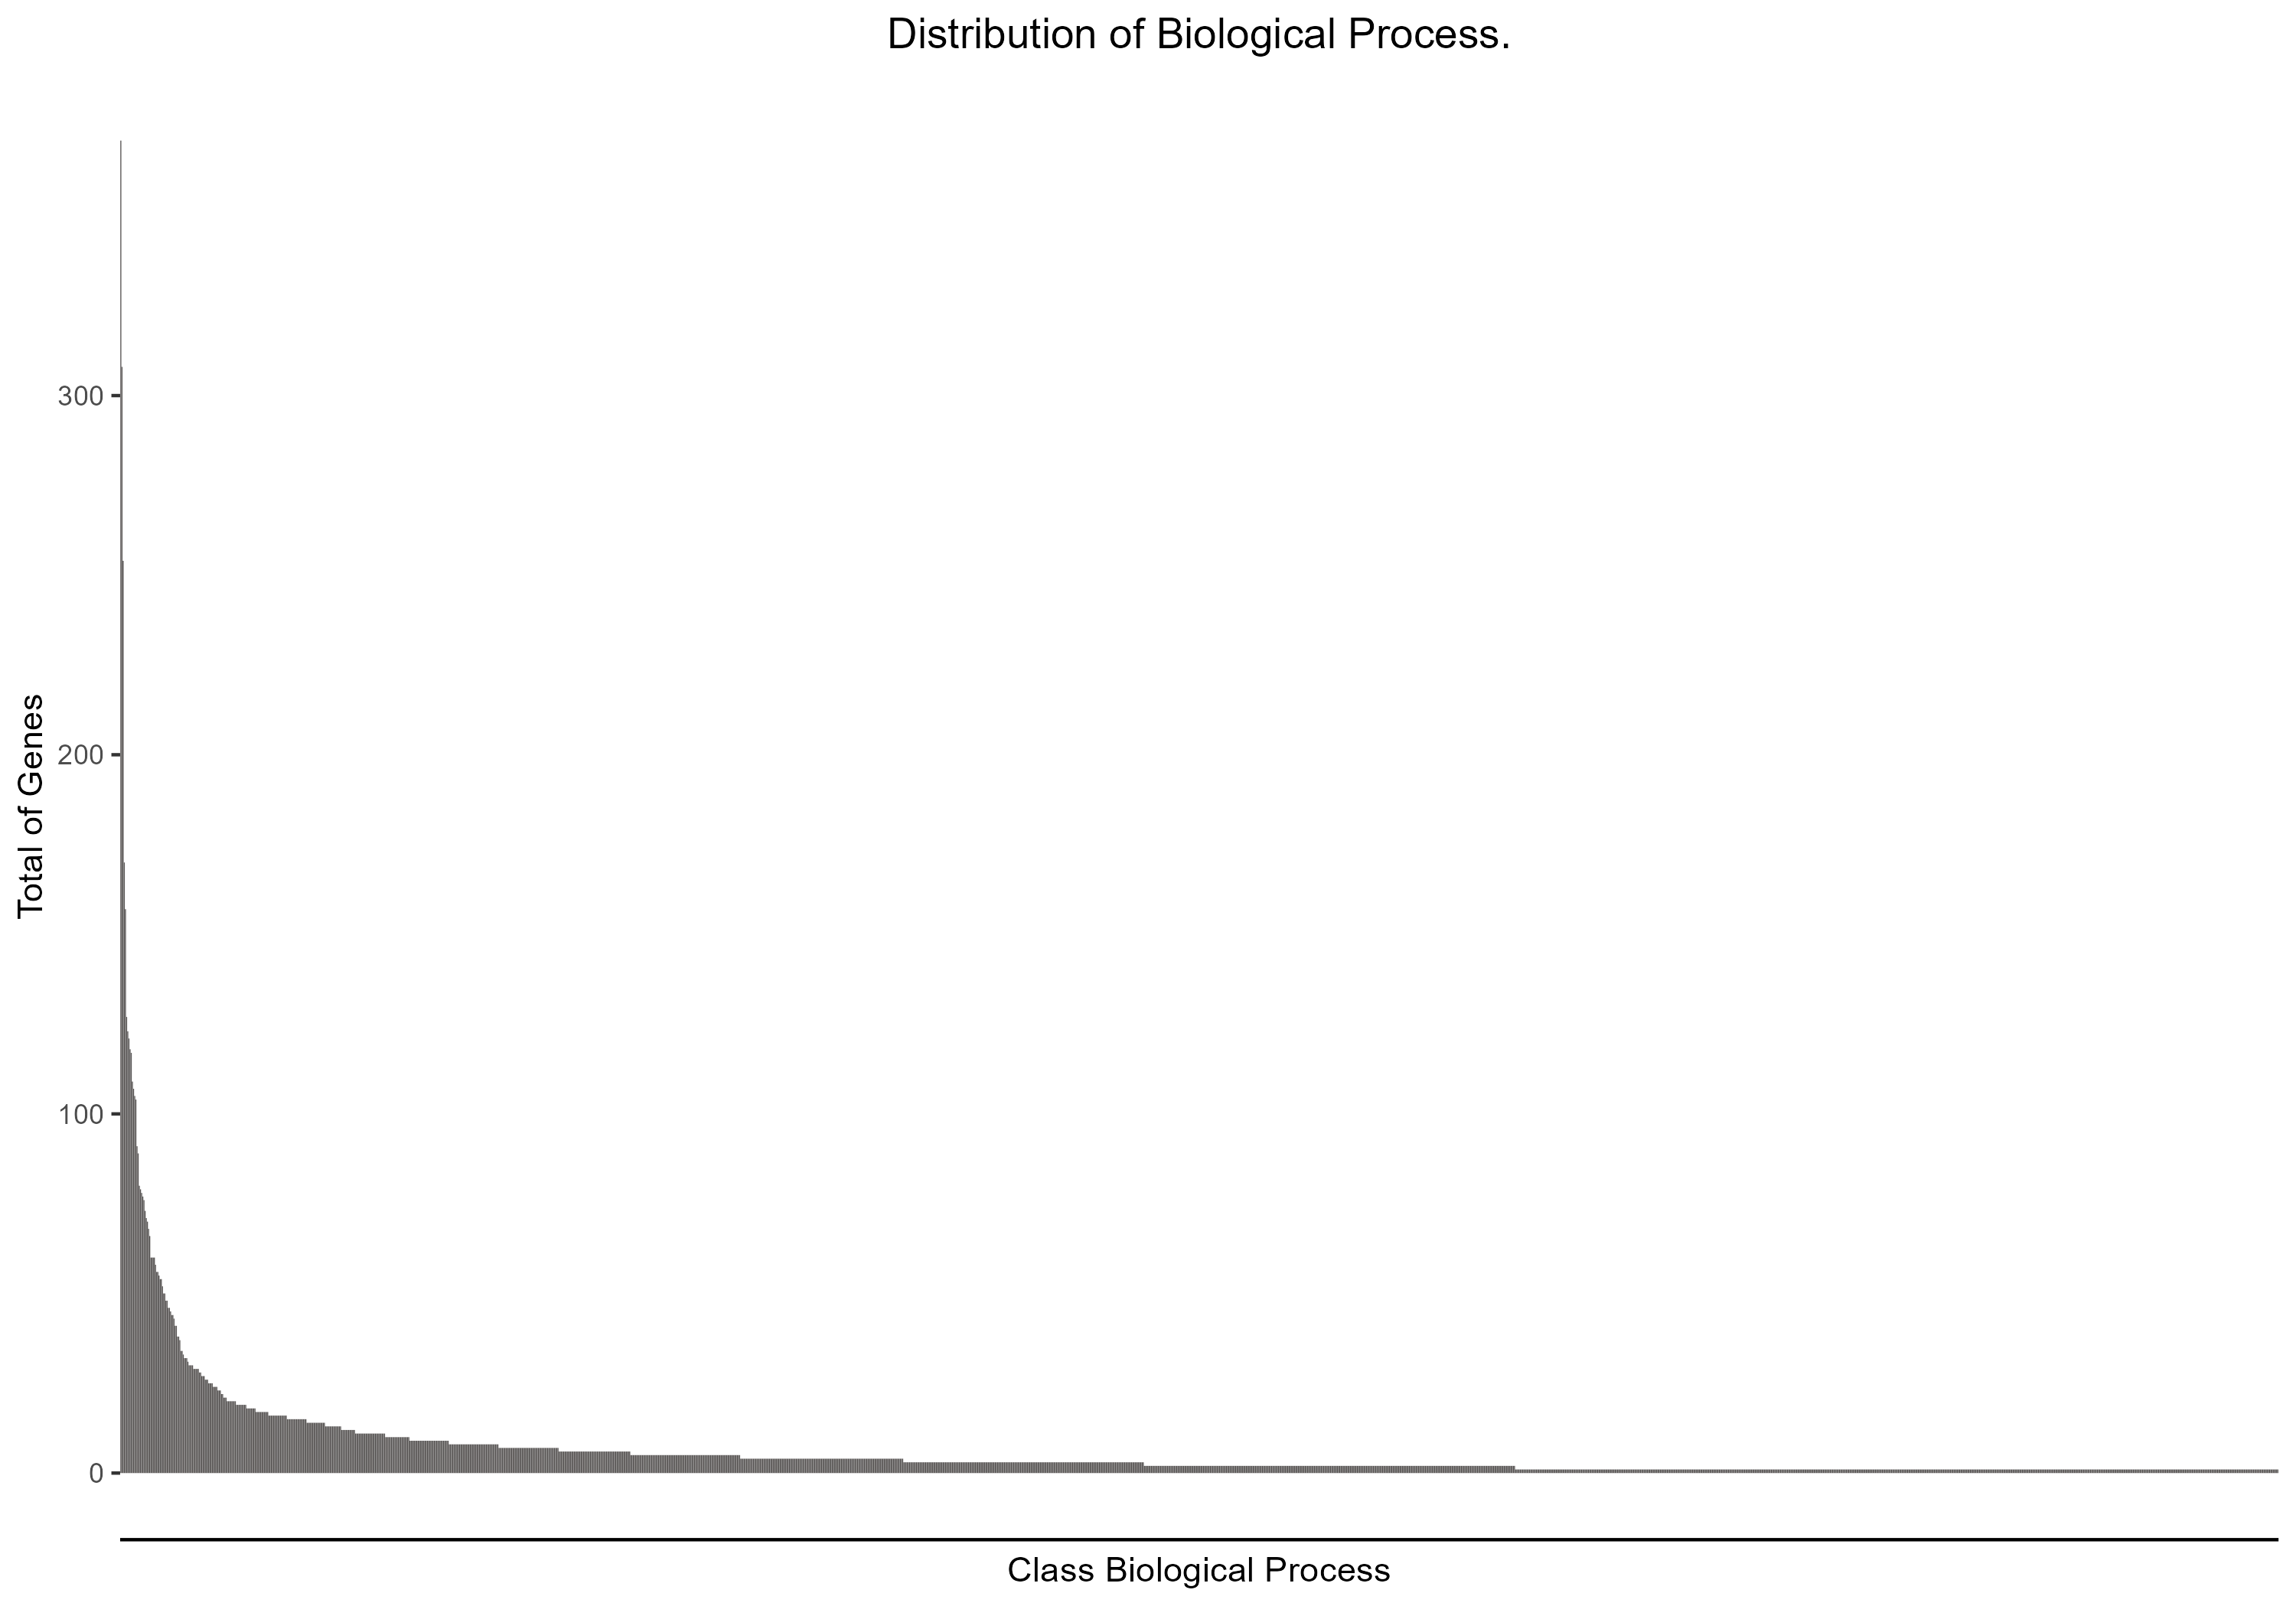 Distribution of Biological Process.
Total of Genes
300
200
100
0
Class Biological Process